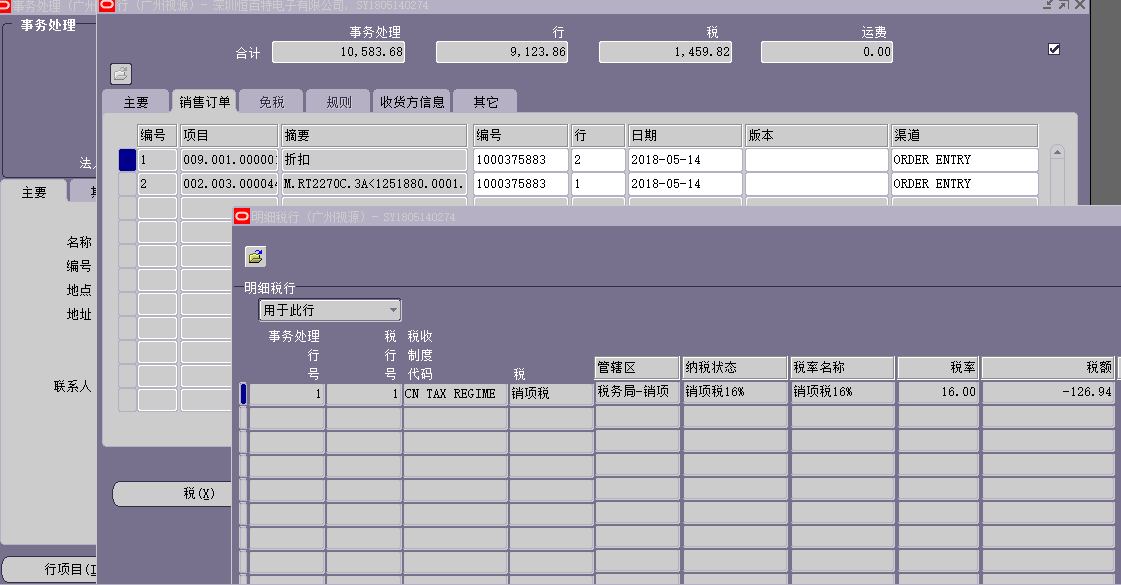 事务处理（广州
行（广州视源）- 深圳恒百特电子有限公司, SY1805140274
事务处理
事务处理 行 税 运费
合计 10,583.68 9,123.86 1,459.82 0.00
主要 销售订单 免税 规则 收货方信息 其它
编号 项目 摘要 编号 行 日期 版本 渠道
1 009.001.00000 折扣 1000375883 2 2018-05-14 ORDER ENTRY
2 002.003.000044 M.RT2270C.3A<1251880.0001. 1000375883 1 2018-05-14 ORDER ENTRY
法
主要
名称
编号
地点
地址
联系人
明细税行（广州视源）- SY1805140274
明细税行
用于此行
事务处理 税 税收
行 行 制度
号 号 代码 税 管辖区 纳税状态 税率名称 税率 税额
1 1 CN TAX REGIME 销项税 税务局-销项 销项税16% 销项税16% 16.00 -126.94
税(X)
行项目(I